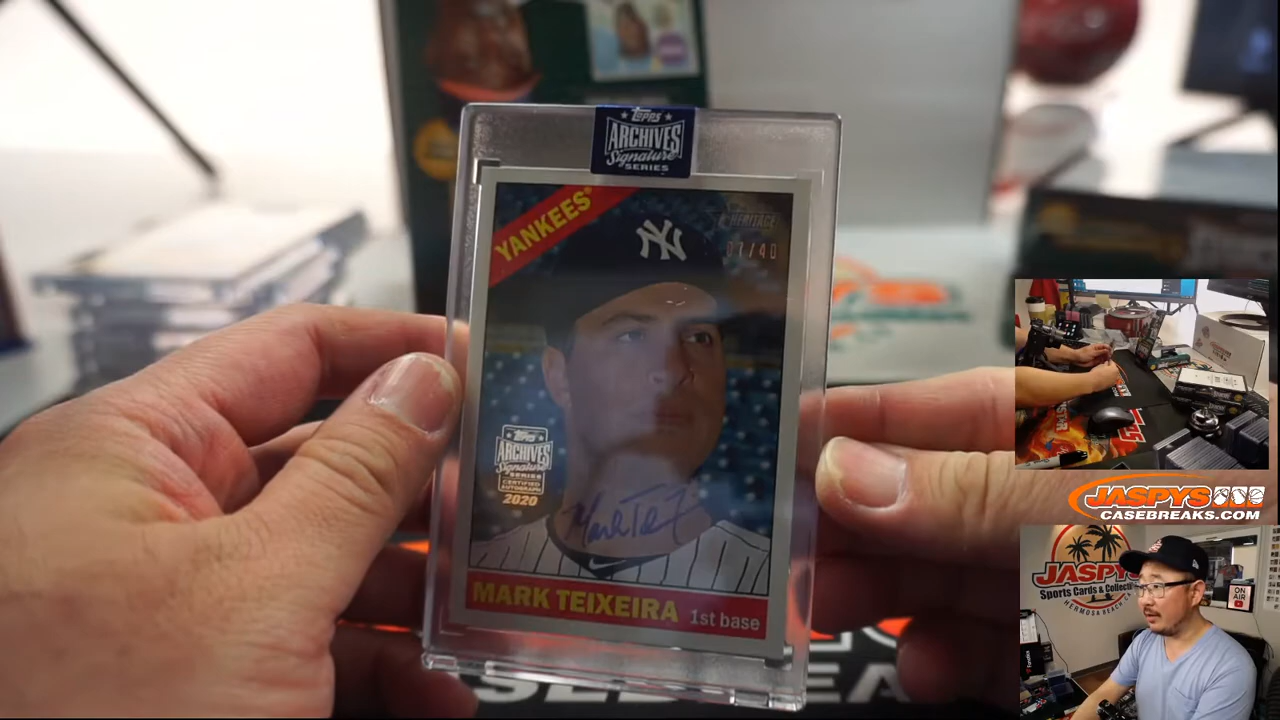 Topps
ARCHIVES
Signature
SERIES
YANKEES
HERITAGE
07/40
NY
Topps
ARCHIVES
Signature
SERIES
CERTIFIED
AUTOGRAPH
2020
MARK TEIXEIRA 1st base
JASPYS
CASEBREAKS.COM
JASPYS
Sports Cards &
HERMOSA BEACH
ON
AIR